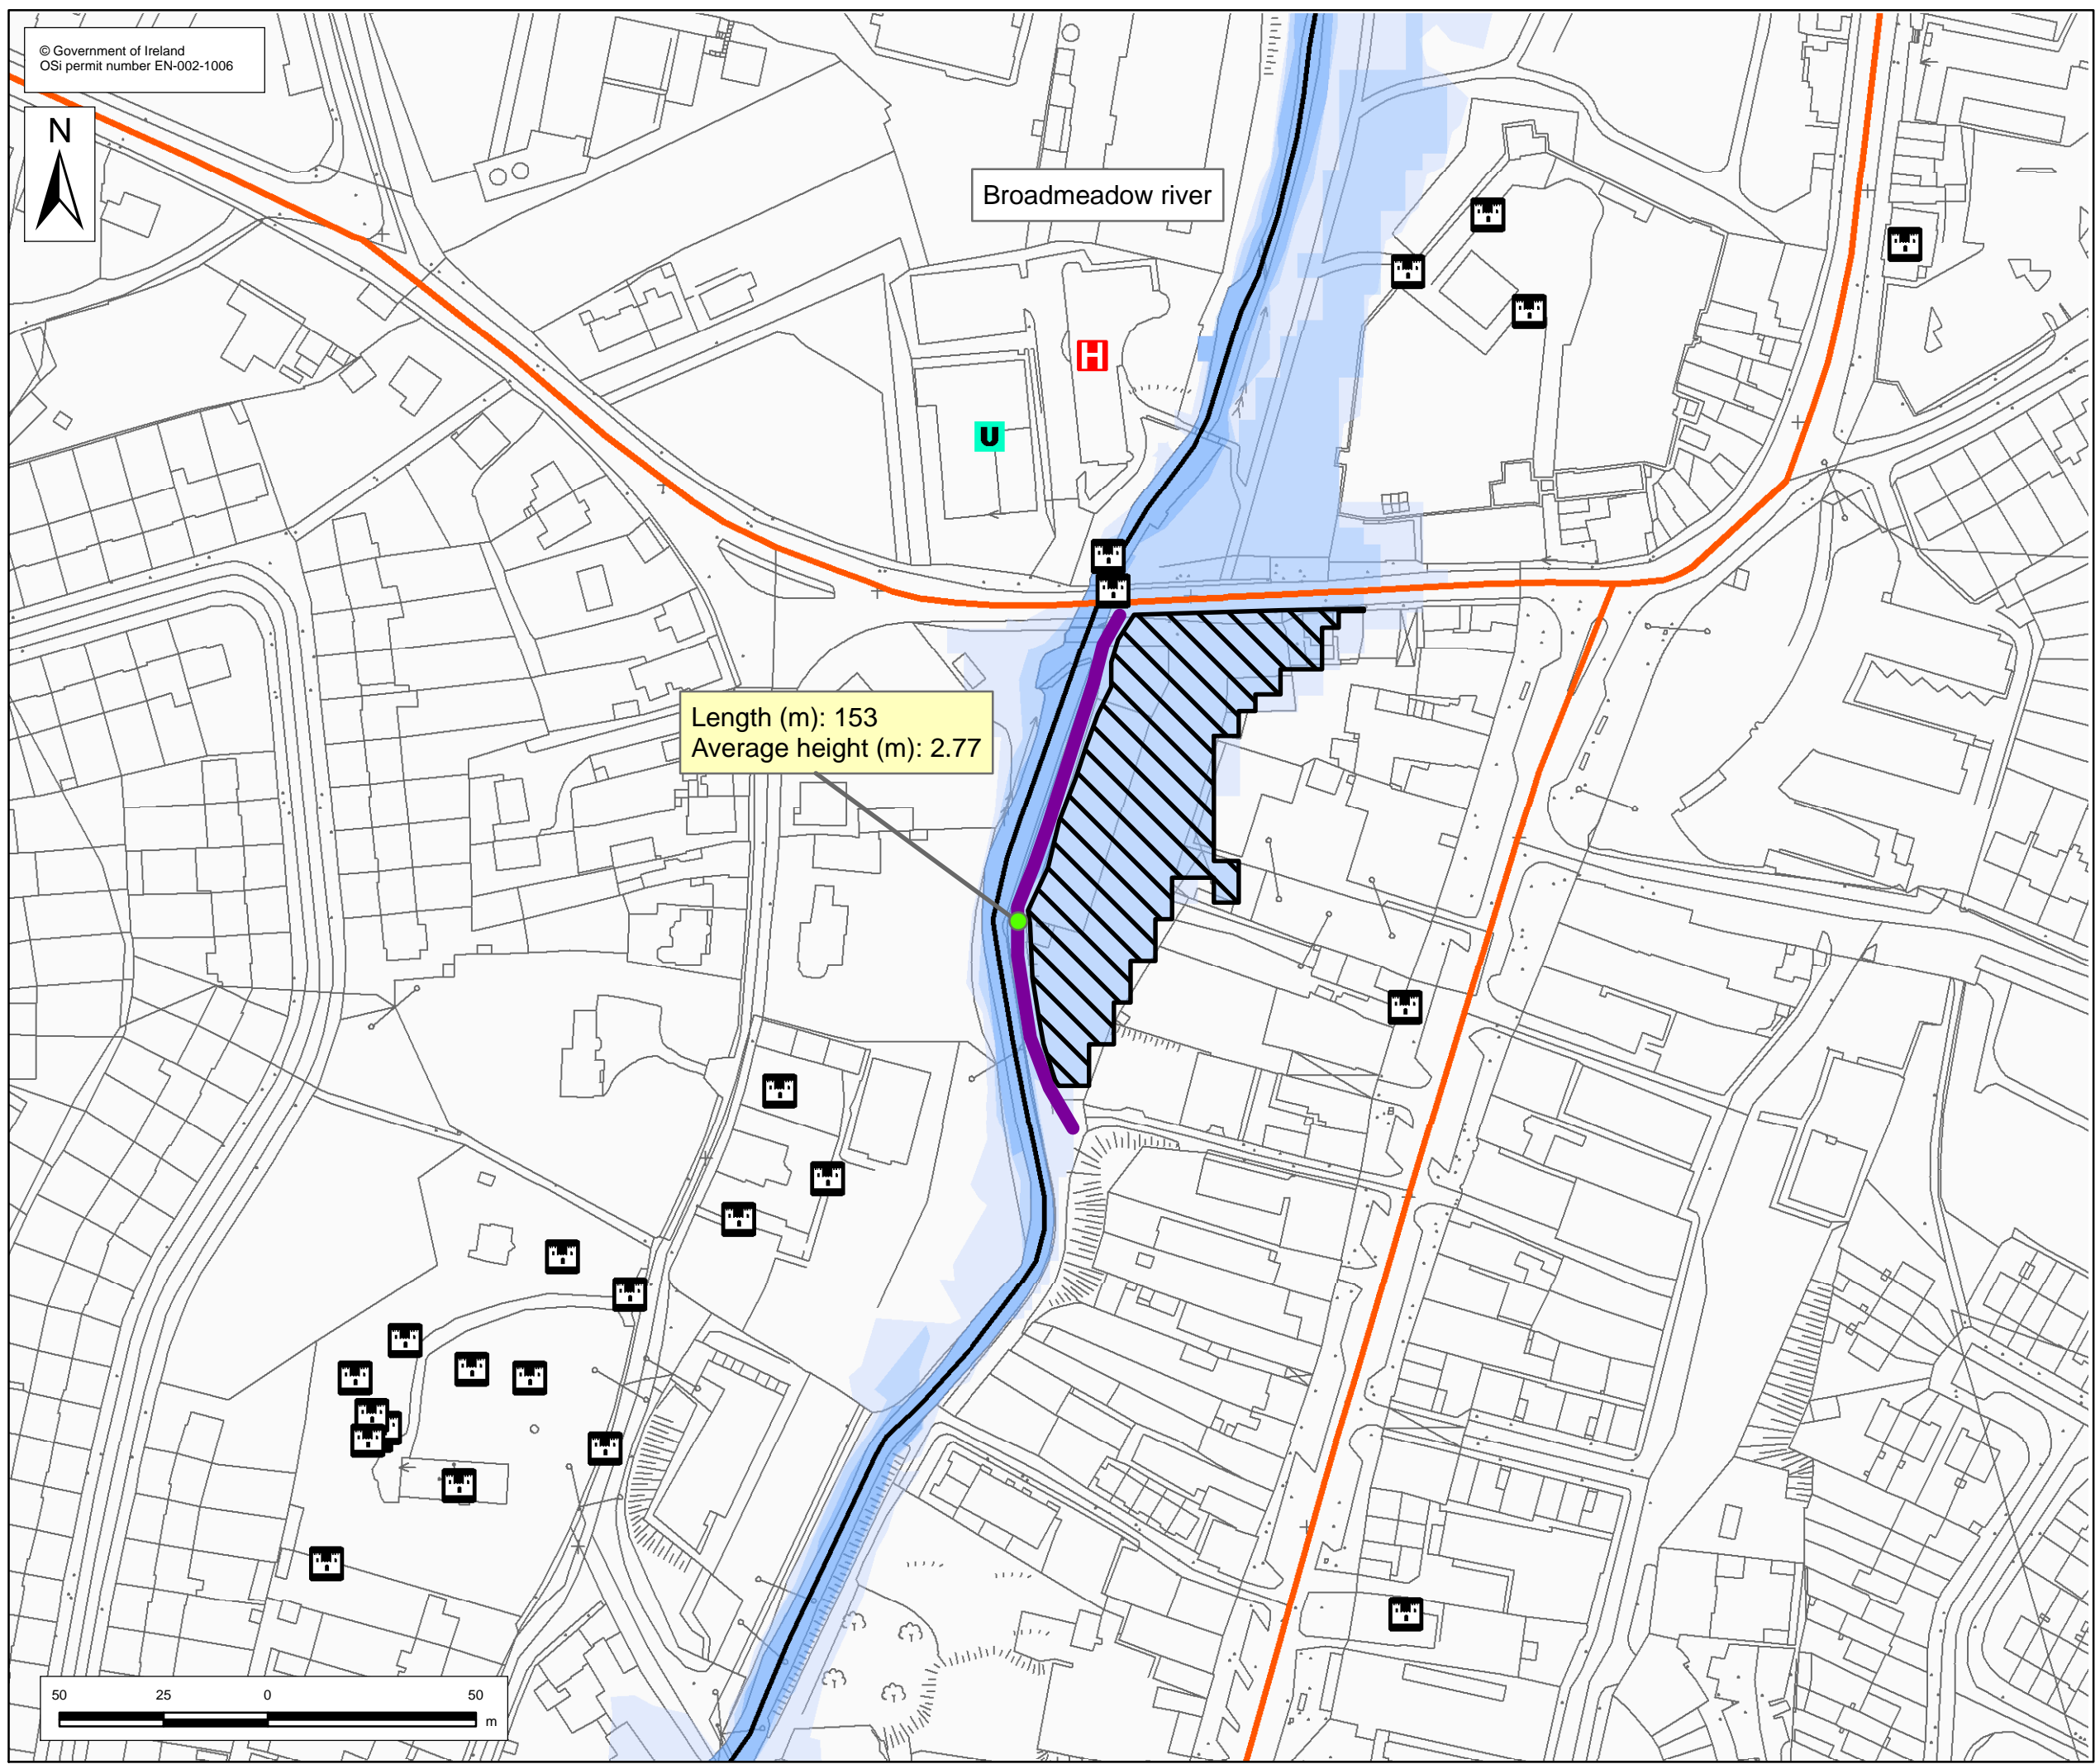 © Government of Ireland
OSi permit number EN-002-1006
N
Broadmeadow river
H
U
Length (m): 153
Average height (m): 2.77
50 25 0 50
m